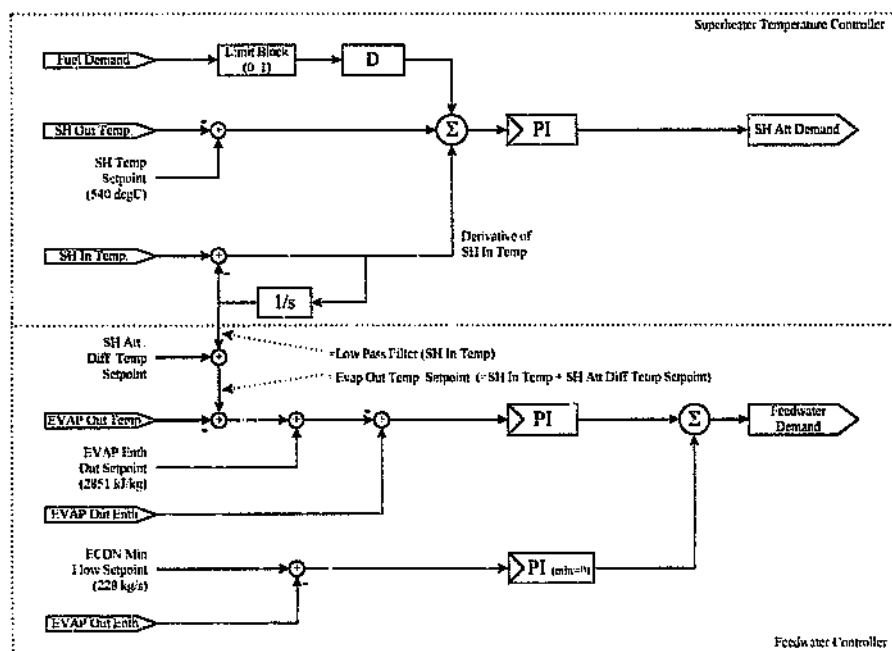 Superheater Temperature Controller
Fuel Demand
Limit Block
(0 1)
D
SH Out Temp.
Σ
PI
SH Att Demand
SH Temp
Setpoint
(540 degC)
Derivative of
SH In Temp
SH In Temp.
1/s
SH Att.
Diff Temp
Setpoint
=Low Pass Filter (SH In Temp)
Evap Out Temp Setpoint (=SH In Temp + SH Att Diff Temp Setpoint)
EVAP Out Temp
PI
Σ
Feedwater
Demand
EVAP Enth
Out Setpoint
(2851 kJ/kg)
EVAP Out Enth
ECON Min
Flow Setpoint
(228 kg/s)
PI
EVAP Out Enth
Feedwater Controller